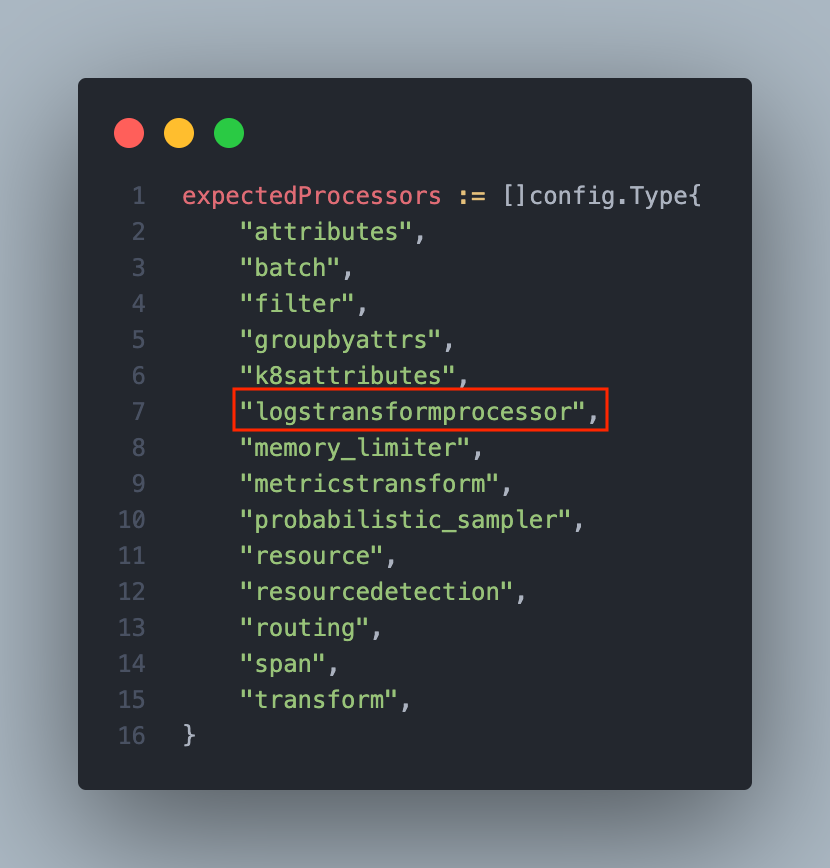 1 expectedProcessors := []config.Type{
2 "attributes",
3 "batch",
4 "filter",
5 "groupbyattrs",
6 "k8sattributes",
7 "logstransformprocessor",
8 "memory_limiter",
9 "metricstransform",
10 "probabilistic_sampler",
11 "resource",
12 "resourcedetection",
13 "routing",
14 "span",
15 "transform",
16 }